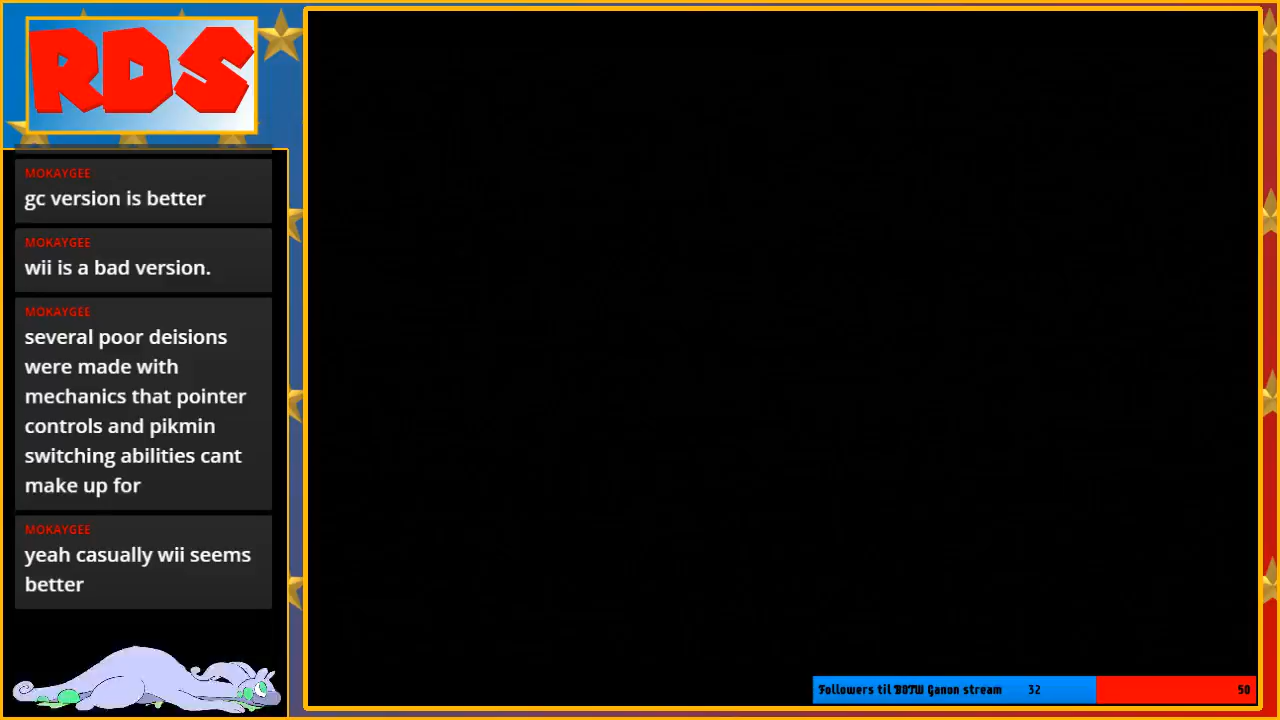 RDS
MOKAYGEE
gc version is better
MOKAYGEE
wii is a bad version.
MOKAYGEE
several poor deisions
were made with
mechanics that pointer
controls and pikmin
switching abilities cant
make up for
MOKAYGEE
yeah casually wii seems
better
Followers til BOTW Ganon stream 32 50